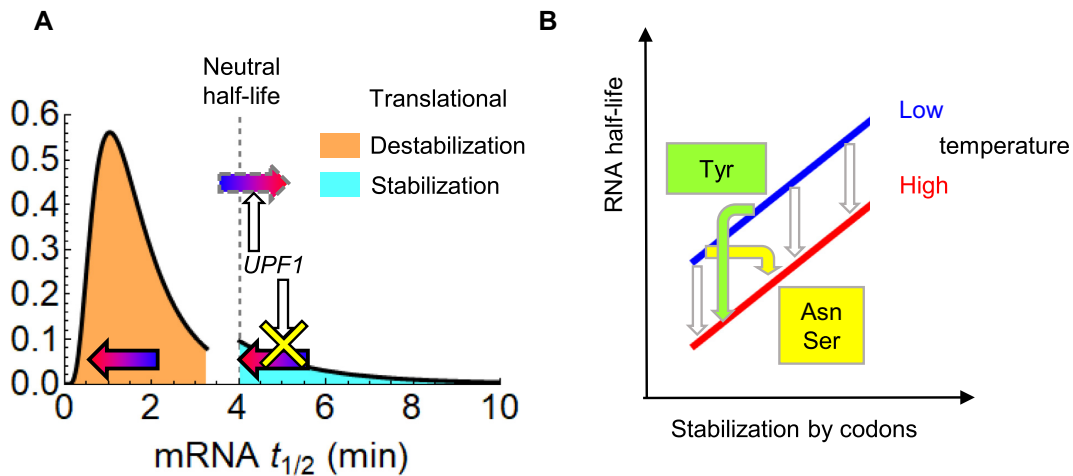 A
Neutral
half-life
Translational
Destabilization
Stabilization
UPF1
0.6
0.5
0.4
0.3
0.2
0.1
0.0
0 2 4 6 8 10
mRNA t1/2 (min)
B
RNA half-life
Low
temperature
High
Tyr
Asn
Ser
Stabilization by codons